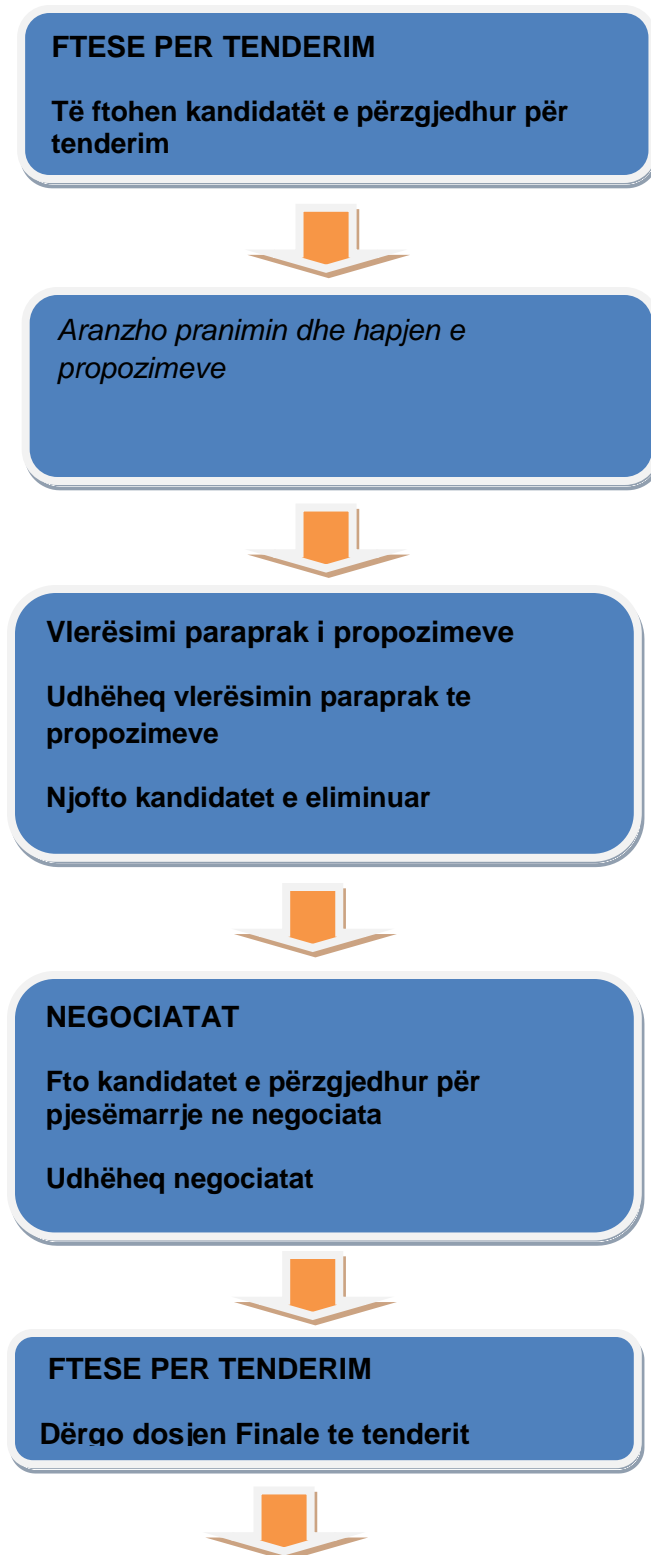 FTESE PER TENDERIM
Të ftohen kandidatët e përzgjedhur për
tenderim
Aranzho pranimin dhe hapjen e
propozimeve
Vlerësimi paraprak i propozimeve
Udhëheq vlerësimin paraprak te
propozimeve
Njofto kandidatet e eliminuar
NEGOCIATAT
Fto kandidatet e përzgjedhur për
pjesëmarrje ne negociata
Udhëheq negociatat
FTESE PER TENDERIM
Dërgo dosjen Finale te tenderit